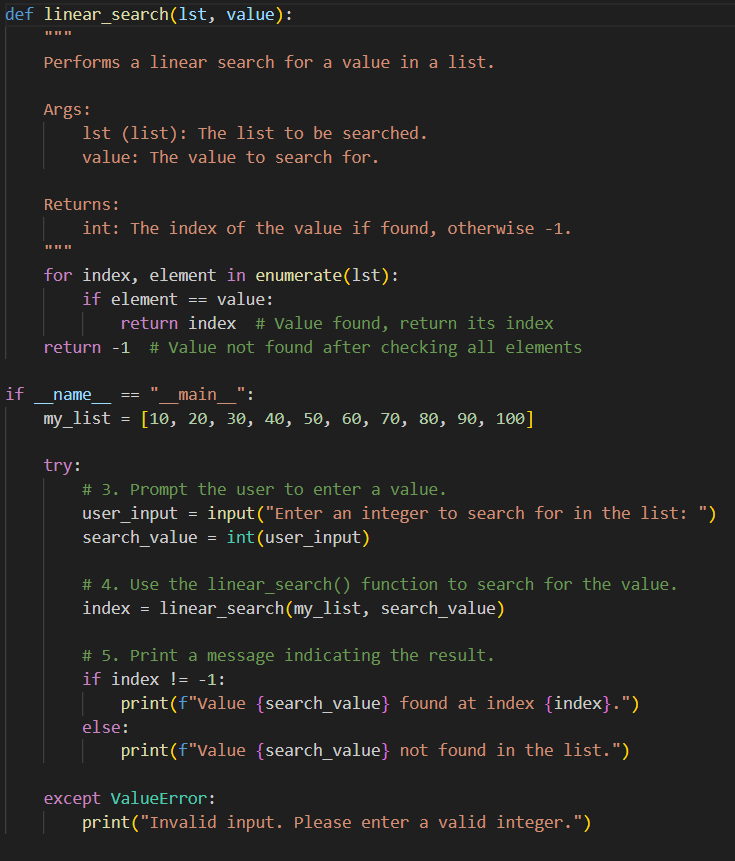 def linear_search(lst, value):
    """
    Performs a linear search for a value in a list.

    Args:
        lst (list): The list to be searched.
        value: The value to search for.

    Returns:
        int: The index of the value if found, otherwise -1.
    """
    for index, element in enumerate(lst):
        if element == value:
            return index  # Value found, return its index
    return -1  # Value not found after checking all elements

if __name__ == "__main__":
    my_list = [10, 20, 30, 40, 50, 60, 70, 80, 90, 100]

    try:
        # 3. Prompt the user to enter a value.
        user_input = input("Enter an integer to search for in the list: ")
        search_value = int(user_input)

        # 4. Use the linear_search() function to search for the value.
        index = linear_search(my_list, search_value)

        # 5. Print a message indicating the result.
        if index != -1:
            print(f"Value {search_value} found at index {index}.")
        else:
            print(f"Value {search_value} not found in the list.")

    except ValueError:
        print("Invalid input. Please enter a valid integer.")